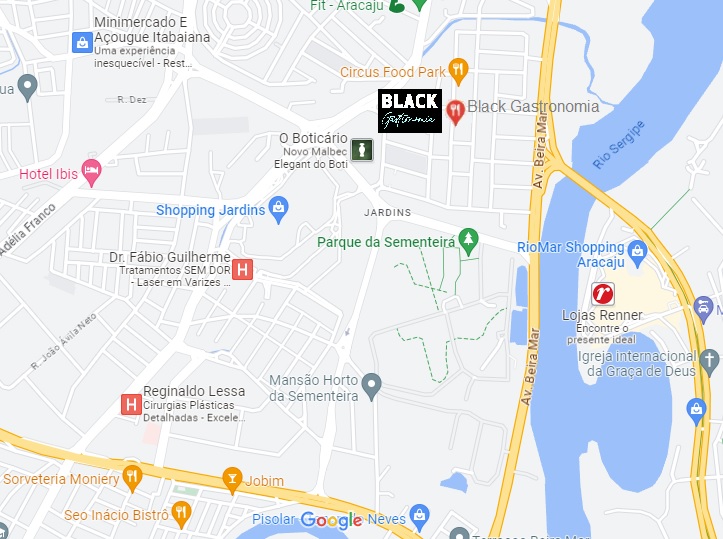 Fit - Aracaju
Minimercado E
Açougue Itabaiana
Uma experiência
inesquecível - Rest...
Circus Food Park
ua
R. Dez
BLACK
Gastronomia
Black Gastronomia
Av. Beira Mar
Rio Sergipe
O Boticário
Novo Malbec
Elegant do Boti
Hotel Ibis
Adélia Franco
Shopping Jardins
JARDINS
Parque da Sementeira
RioMar Shopping
Aracaju
Dr. Fábio Guilherme
Tratamentos SEM DOR
- Laser em Varizes ...
Lojas Renner
Encontre o
presente ideal
M
R. João Ávila Neto
Av. Beira Mar
Igreja internacional
da Graça de Deus
Reginaldo Lessa
Cirurgias Plásticas
Detalhadas - Excele...
Mansão Horto
da Sementeira
Sorveteria Moniery
Jobim
Seo Inácio Bistrô
Pisolar
Google
Neves
Terraços Beira Mar